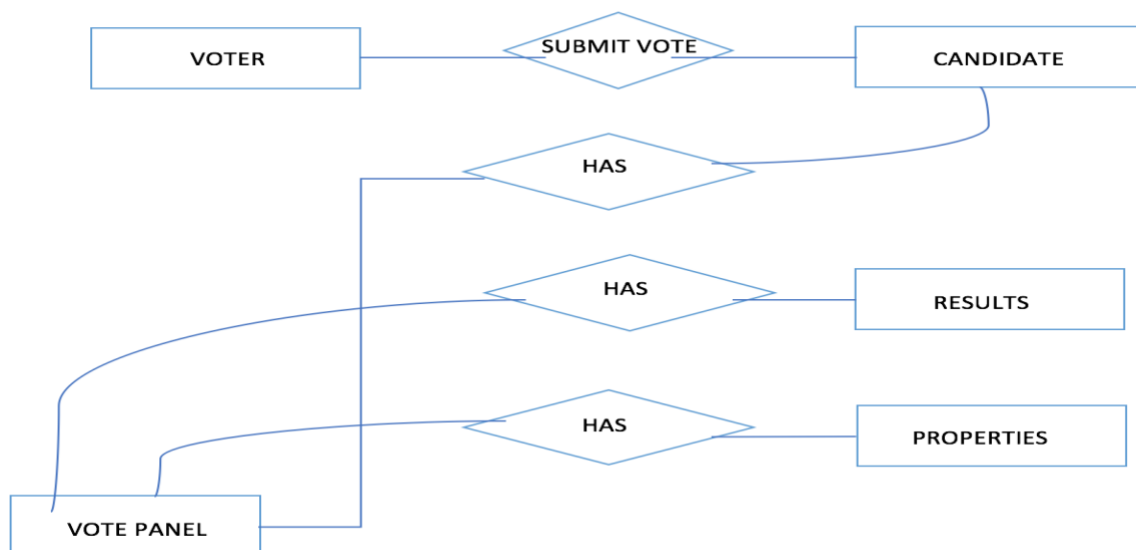 VOTER
SUBMIT VOTE
CANDIDATE
HAS
HAS
RESULTS
HAS
PROPERTIES
VOTE PANEL